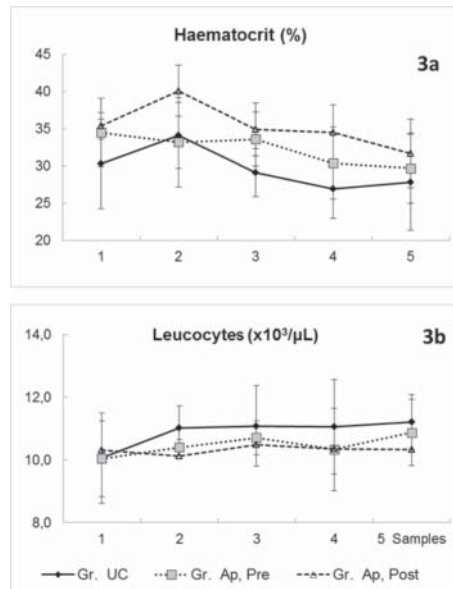 Haematocrit (%)
3a
45
40
35
30
25
20
1 2 3 4 5
Leucocytes (x10³/µL)
3b
14,0
12,0
10,0
8,0
1 2 3 4 5 Samples
Gr. UC Gr. Ap, Pre Gr. Ap, Post